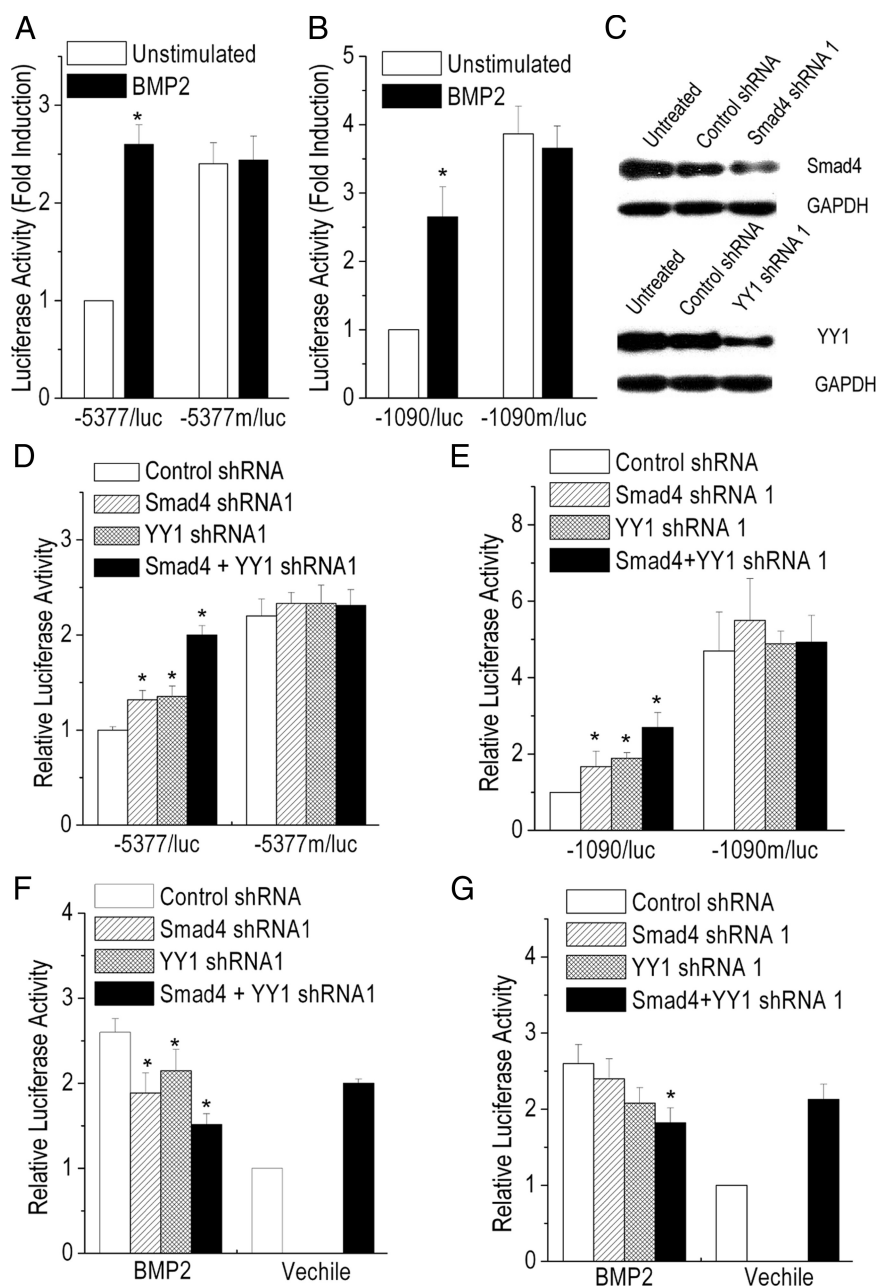 A
Unstimulated
BMP2
Luciferase Activity (Fold Induction)
3
2
1
0
*
-5377/luc
-5377m/luc
B
Unstimulated
BMP2
Luciferase Activity (Fold Induction)
5
4
3
2
1
0
*
-1090/luc
-1090m/luc
C
Untreated
Control shRNA
Smad4 shRNA 1
Smad4
GAPDH
Untreated
Control shRNA
YY1 shRNA 1
YY1
GAPDH
D
Control shRNA
Smad4 shRNA1
YY1 shRNA1
Smad4 + YY1 shRNA1
Relative Luciferase Avtivity
3
2
1
0
* * *
-5377/luc
-5377m/luc
E
Control shRNA
Smad4 shRNA 1
YY1 shRNA 1
Smad4+YY1 shRNA 1
Relative Luciferase Activity
8
6
4
2
0
* * *
-1090/luc
-1090m/luc
F
Control shRNA
Smad4 shRNA1
YY1 shRNA1
Smad4 + YY1 shRNA1
Relative Luciferase Activity
4
3
2
1
0
* * *
BMP2
Vechile
G
Control shRNA
Smad4 shRNA 1
YY1 shRNA 1
Smad4+YY1 shRNA 1
Relative Luciferase Activity
4
3
2
1
0
*
BMP2
Vechile